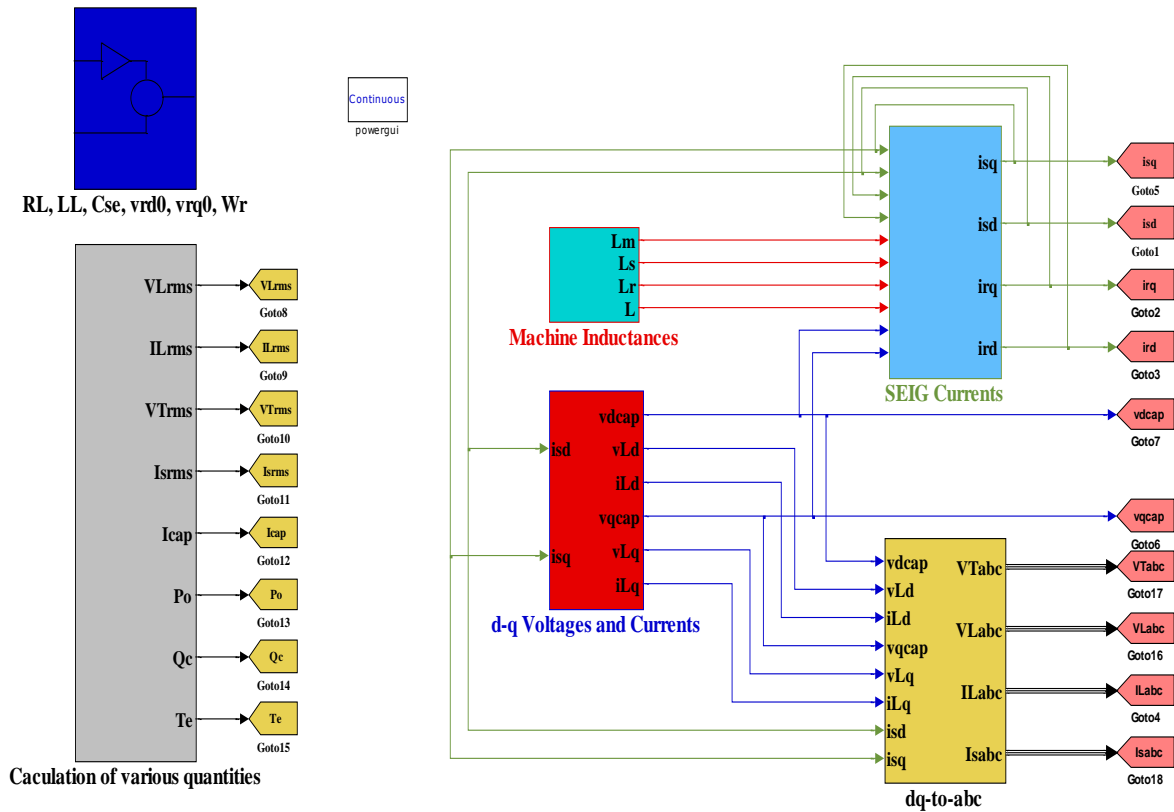 Continuous
powergui
RL, LL, Cse, vrd0, vrq0, Wr
VLrms
VLrms
Goto8
ILrms
ILrms
Goto9
VTrms
VTrms
Goto10
Isrms
Isrms
Goto11
Icap
Icap
Goto12
Po
Po
Goto13
Qc
Qc
Goto14
Te
Te
Goto15
Caculation of various quantities
Lm
Ls
Lr
L
Machine Inductances
isq
isd
irq
ird
SEIG Currents
isq
Goto5
isd
Goto1
irq
Goto2
ird
Goto3
vdcap
Goto7
vqcap
Goto6
isd
isq
vdcap
vLd
iLd
vqcap
vLq
iLq
d-q Voltages and Currents
vdcap
vLd
iLd
vqcap
vLq
iLq
isd
isq
VTabc
VLabc
ILabc
Isabc
dq-to-abc
VTabc
Goto17
VLabc
Goto16
ILabc
Goto4
Isabc
Goto18